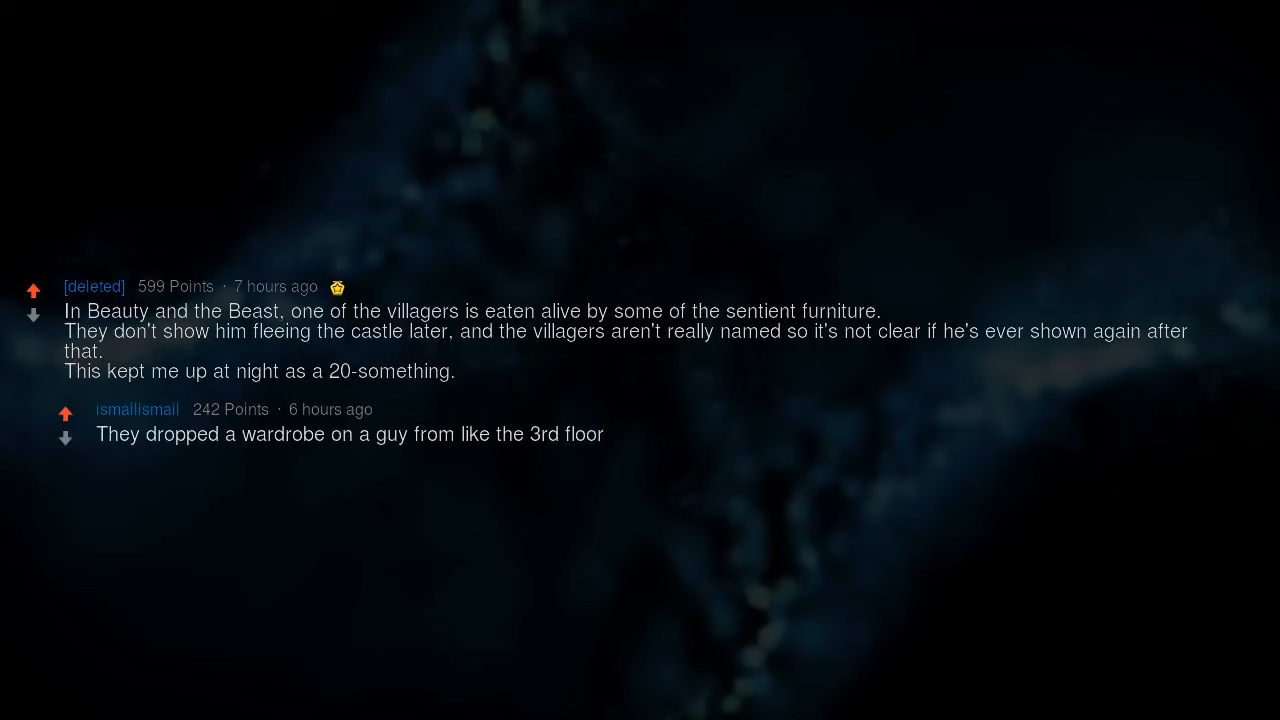 [deleted] 599 Points · 7 hours ago
In Beauty and the Beast, one of the villagers is eaten alive by some of the sentient furniture.
They don't show him fleeing the castle later, and the villagers aren't really named so it's not clear if he's ever shown again after
that.
This kept me up at night as a 20-something.
ismallismail 242 Points · 6 hours ago
They dropped a wardrobe on a guy from like the 3rd floor